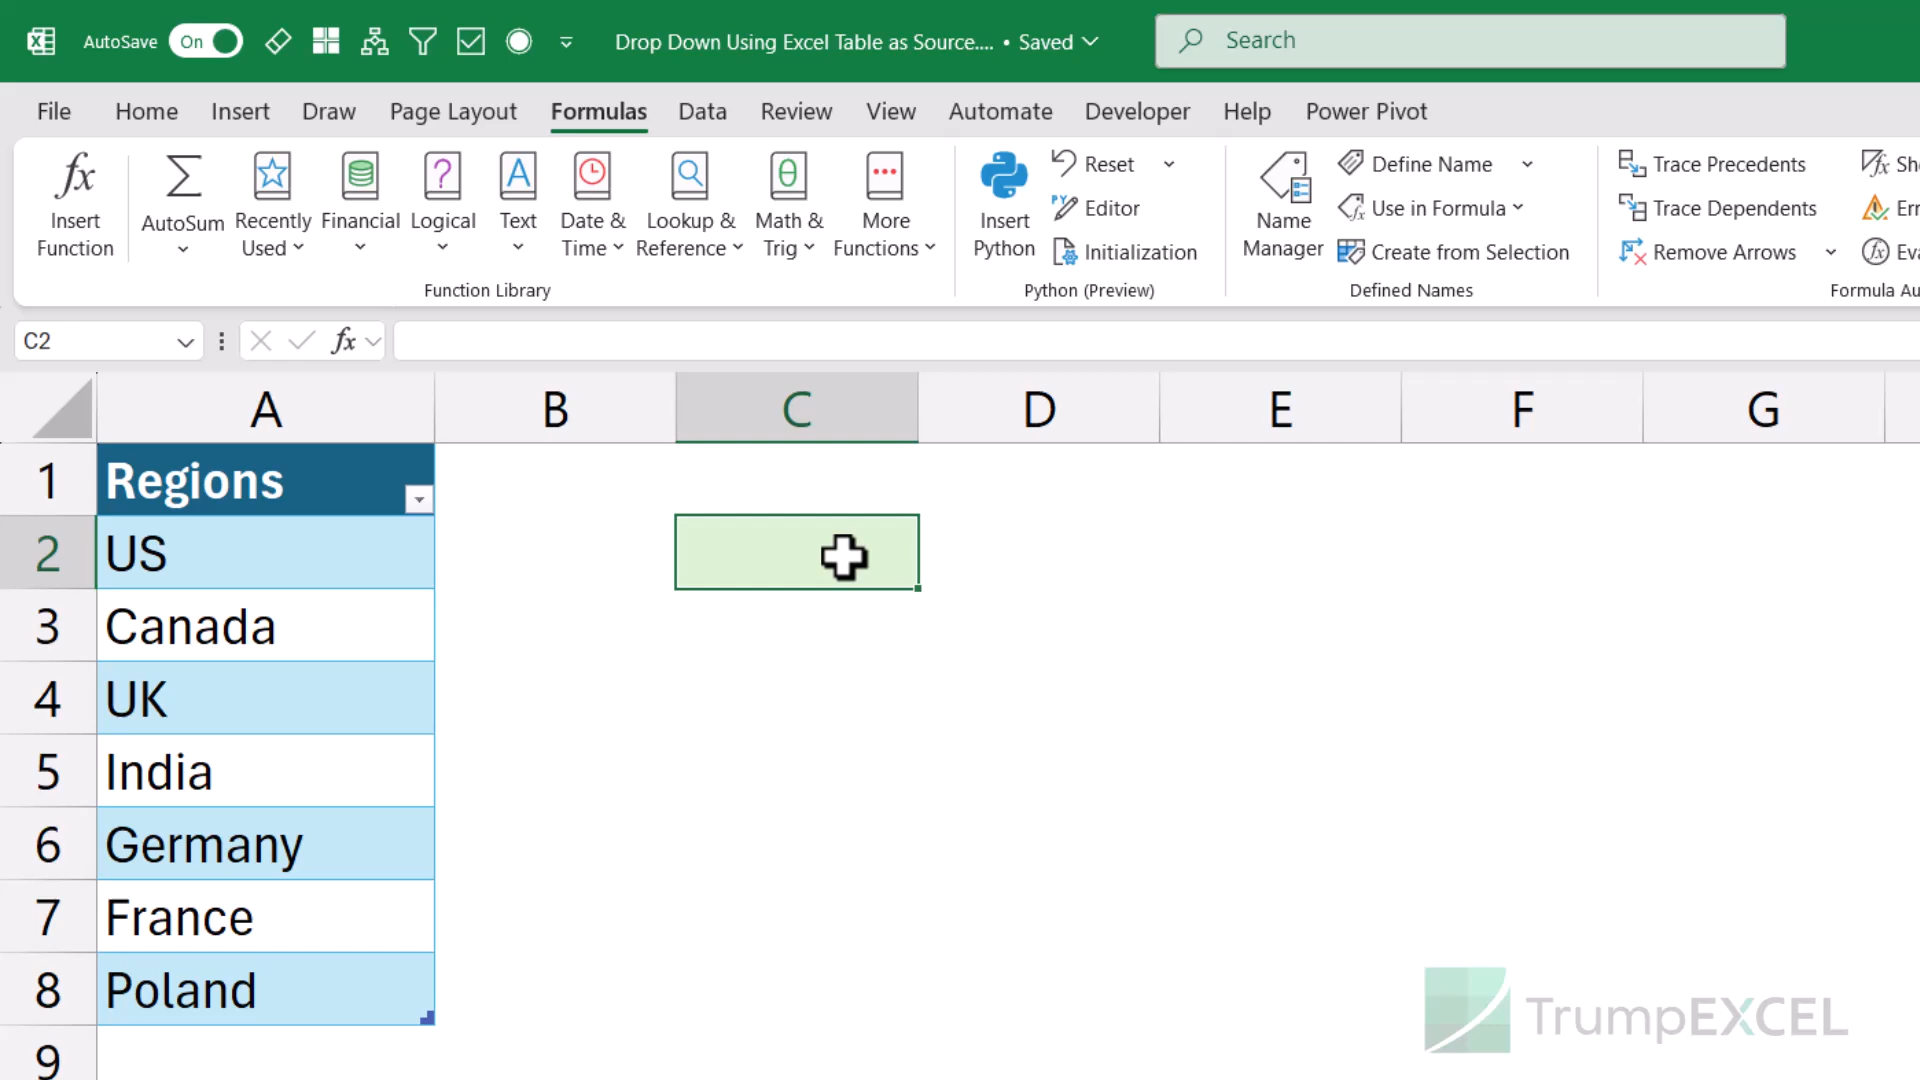 AutoSave On Drop Down Using Excel Table as Source.... • Saved Search
File Home Insert Draw Page Layout Formulas Data Review View Automate Developer Help Power Pivot
Insert Function
AutoSum
Recently Used
Financial
Logical
Text
Date & Time
Lookup & Reference
Math & Trig
More Functions
Function Library
Insert Python
Reset
Editor
Initialization
Python (Preview)
Name Manager
Define Name
Use in Formula
Create from Selection
Defined Names
Trace Precedents
Trace Dependents
Remove Arrows
Formula Au
C2 fx
A B C D E F G
1 Regions
2 US
3 Canada
4 UK
5 India
6 Germany
7 France
8 Poland
9
TrumpEXCEL